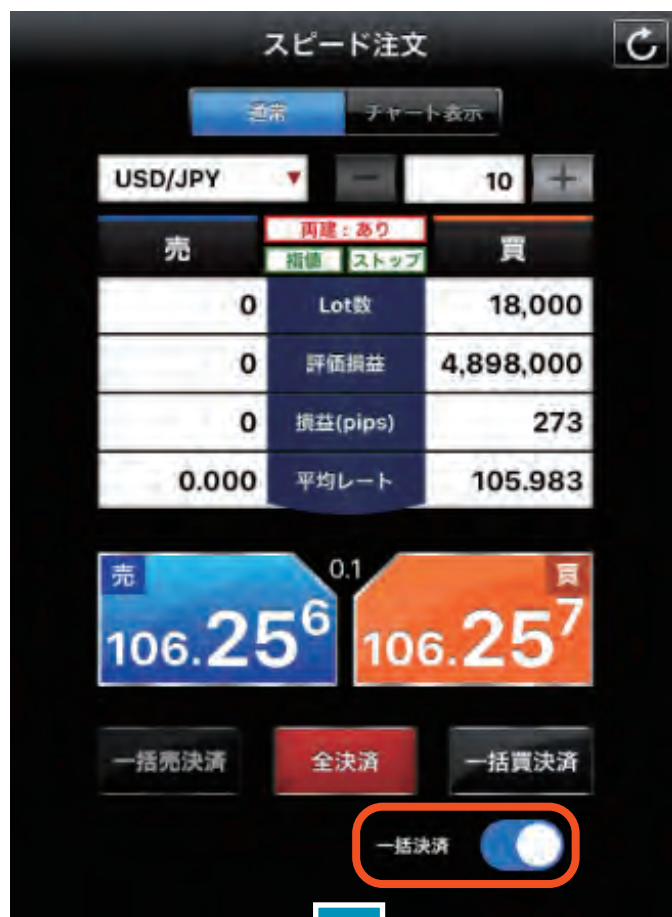 スピード注文
通常 チャート表示
USD/JPY ▼ − 10 +
売 両建：あり 買
指値 ストップ
0 Lot数 18,000
0 評価損益 4,898,000
0 損益(pips) 273
0.000 平均レート 105.983
売 0.1 買
106.256 106.257
一括売決済 全決済 一括買決済
一括決済